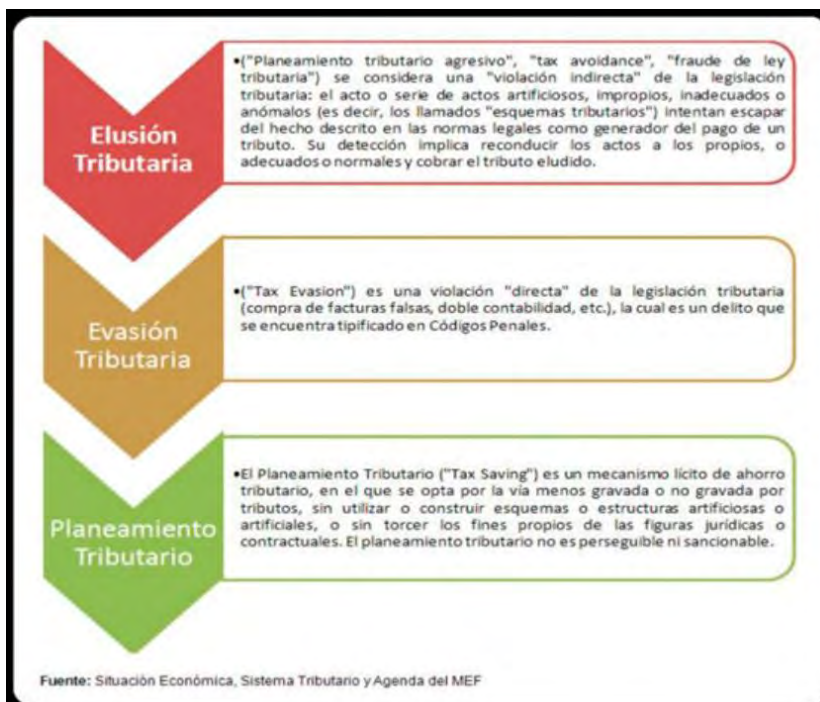 Elusión
Tributaria
•("Planeamiento tributario agresivo", "tax avoidance", "fraude de ley
tributaria") se considera una "violación indirecta" de la legislación
tributaria: el acto o serie de actos artificiosos, impropios, inadecuados o
anómalos (es decir, los llamados "esquemas tributarios") intentan escapar
del hecho descrito en las normas legales como generador del pago de un
tributo. Su detección implica reconducir los actos a los propios, o
adecuados o normales y cobrar el tributo eludido.
Evasión
Tributaria
•("Tax Evasion") es una violación "directa" de la legislación tributaria
(compra de facturas falsas, doble contabilidad, etc.), la cual es un delito que
se encuentra tipificado en Códigos Penales.
Planeamiento
Tributario
•El Planeamiento Tributario ("Tax Saving") es un mecanismo lícito de ahorro
tributario, en el que se opta por la vía menos gravada o no gravada por
tributos, sin utilizar o construir esquemas o estructuras artificiosas o
artificiales, o sin torcer los fines propios de las figuras jurídicas o
contractuales. El planeamiento tributario no es perseguible ni sancionable.
Fuente: Situación Económica, Sistema Tributario y Agenda del MEF